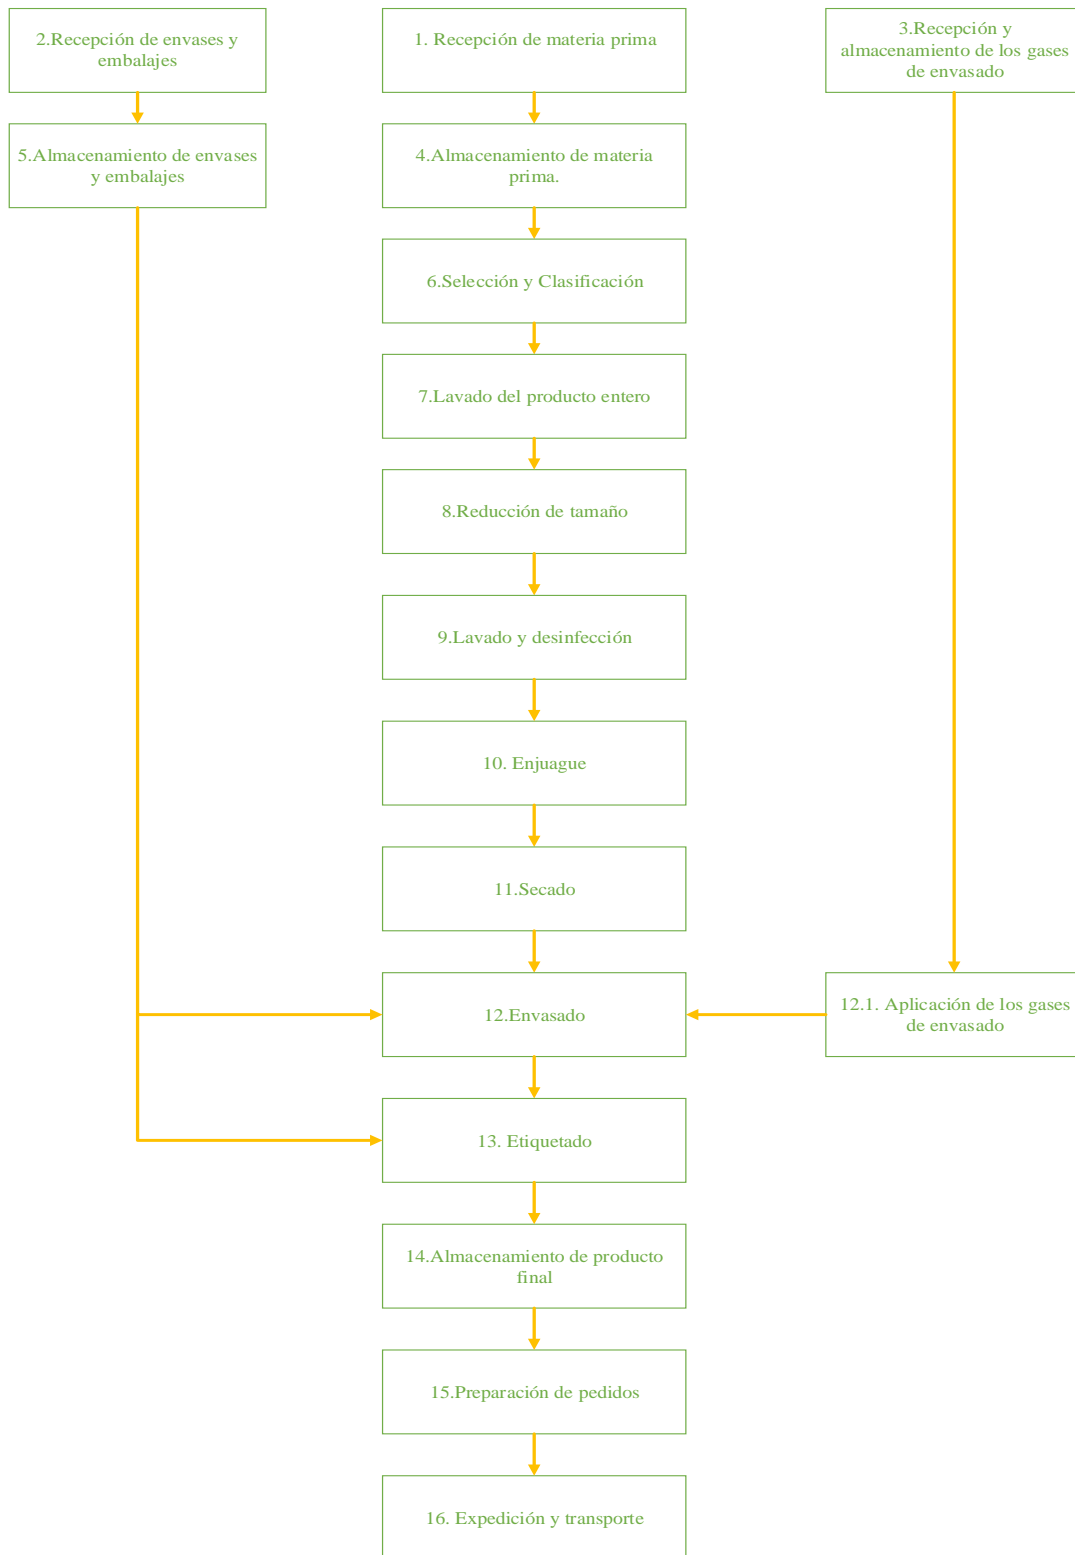 2.Recepción de envases y
embalajes
1. Recepción de materia prima
3.Recepción y
almacenamiento de los gases
de envasado
5.Almacenamiento de envases
y embalajes
4.Almacenamiento de materia
prima.
6.Selección y Clasificación
7.Lavado del producto entero
8.Reducción de tamaño
9.Lavado y desinfección
10. Enjuague
11.Secado
12.Envasado
12.1. Aplicación de los gases
de envasado
13. Etiquetado
14.Almacenamiento de producto
final
15.Preparación de pedidos
16. Expedición y transporte